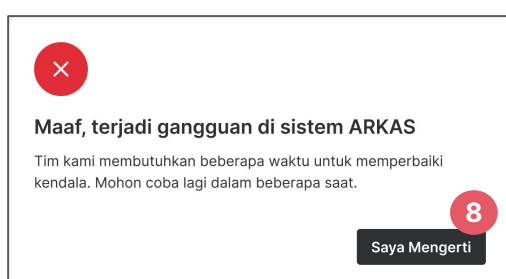 Maaf, terjadi gangguan di sistem ARKAS
Tim kami membutuhkan beberapa waktu untuk memperbaiki
kendala. Mohon coba lagi dalam beberapa saat.
8
Saya Mengerti